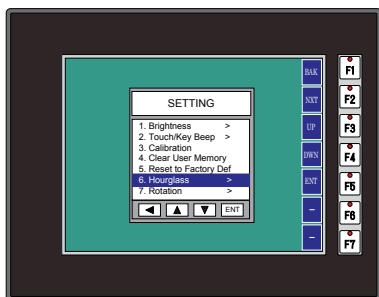 SETTING
1. Brightness >
2. Touch/Key Beep >
3. Calibration
4. Clear User Memory
5. Reset to Factory Def
6. Hourglass >
7. Rotation >
ENT
BAK
NXT
UP
DWN
ENT
–
–
F1
F2
F3
F4
F5
F6
F7